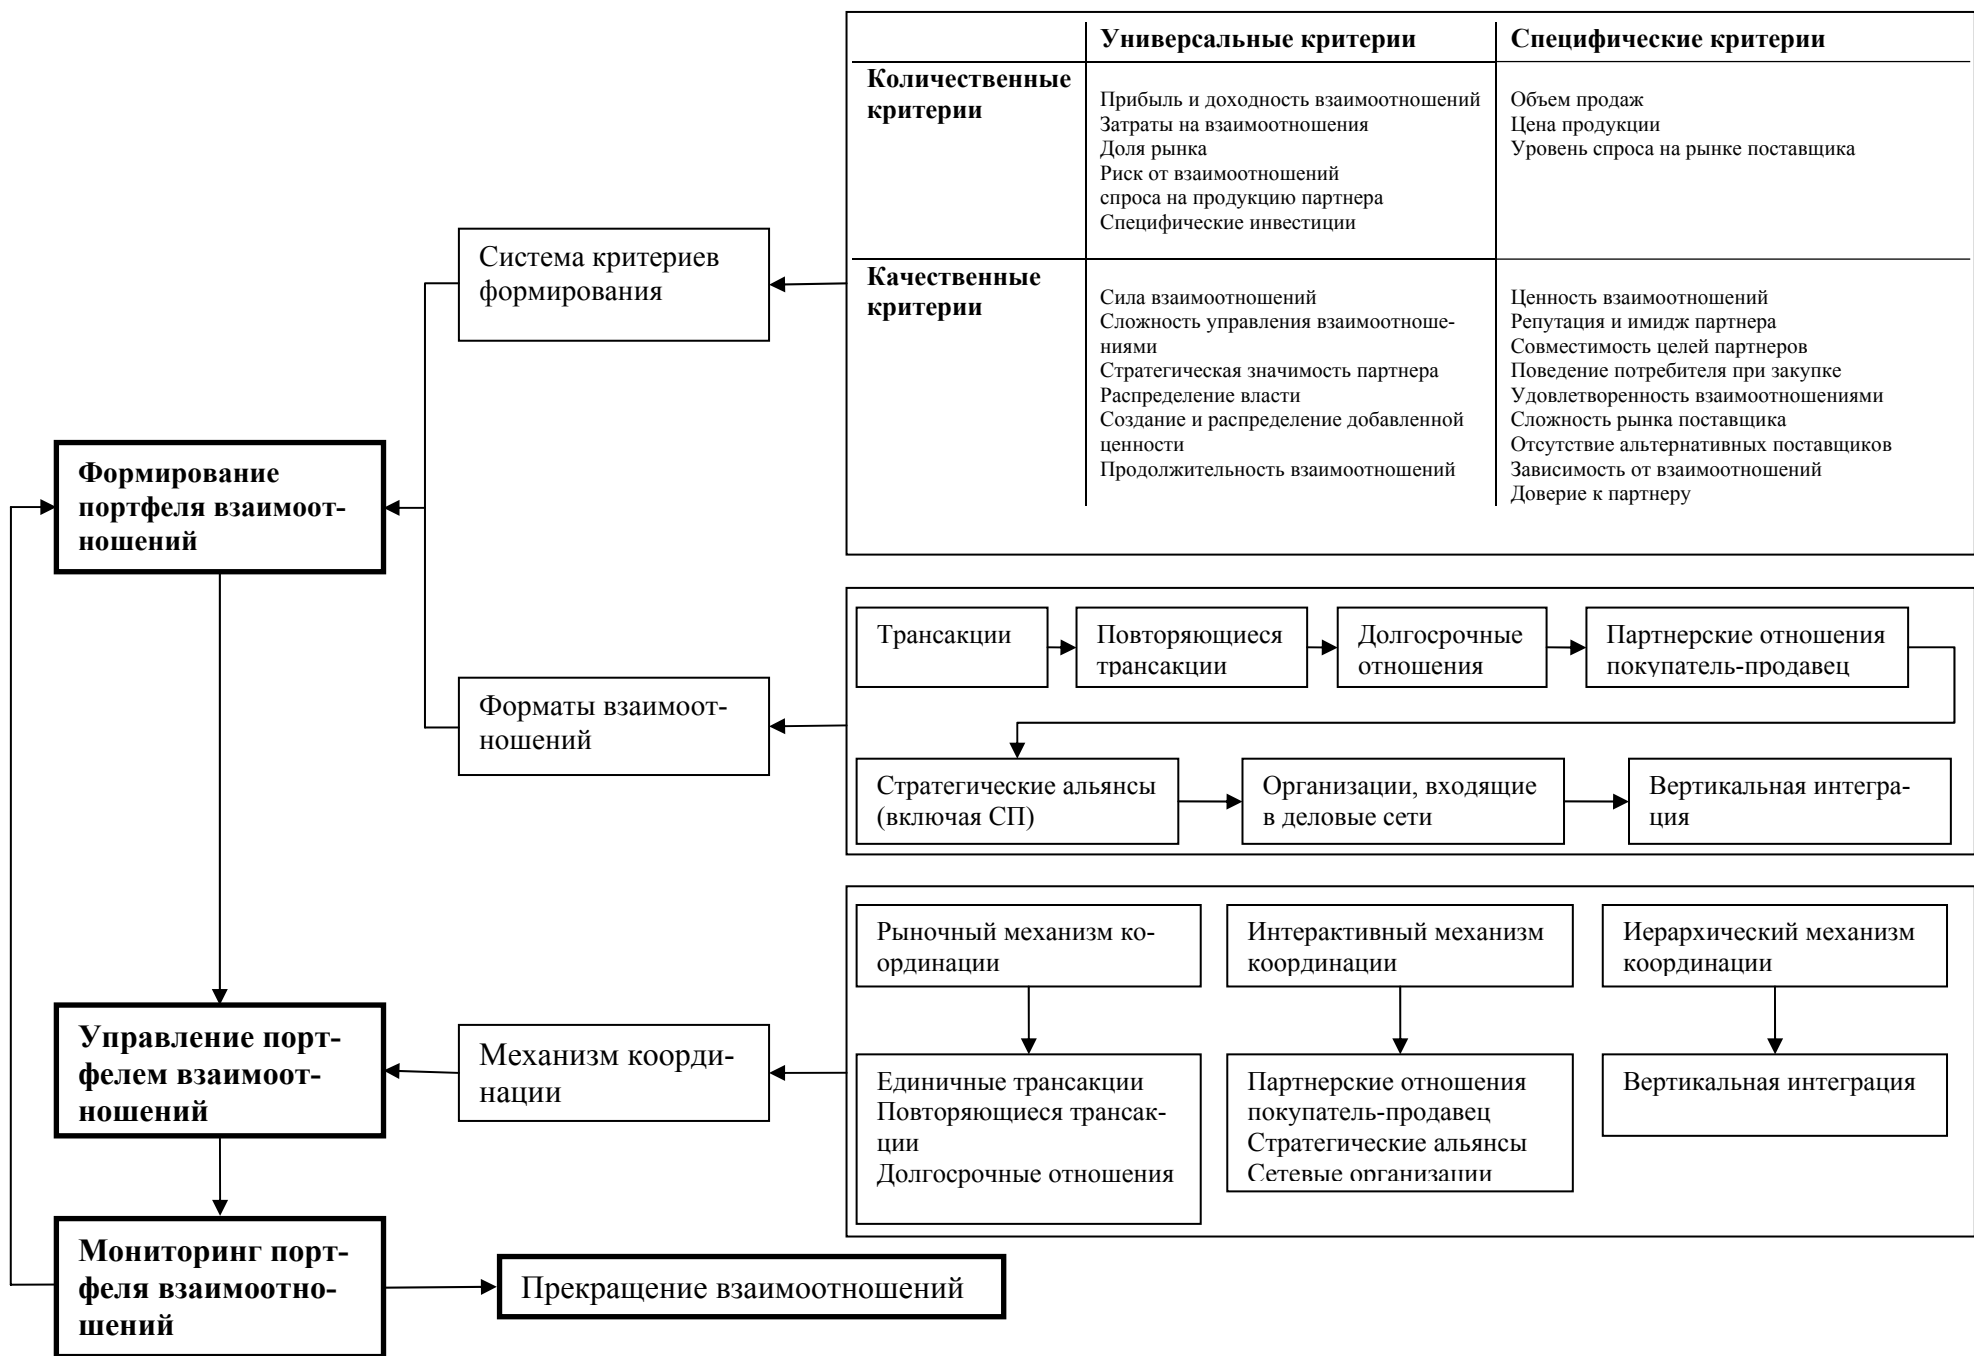 Универсальные критерии
Специфические критерии
Количественные
критерии
Прибыль и доходность взаимоотношений
Затраты на взаимоотношения
Доля рынка
Риск от взаимоотношений
спроса на продукцию партнера
Специфические инвестиции
Объем продаж
Цена продукции
Уровень спроса на рынке поставщика
Качественные
критерии
Сила взаимоотношений
Сложность управления взаимоотноше-
ниями
Стратегическая значимость партнера
Распределение власти
Создание и распределение добавленной
ценности
Продолжительность взаимоотношений
Ценность взаимоотношений
Репутация и имидж партнера
Совместимость целей партнеров
Поведение потребителя при закупке
Удовлетворенность взаимоотношениями
Сложность рынка поставщика
Отсутствие альтернативных поставщиков
Зависимость от взаимоотношений
Доверие к партнеру
Система критериев
формирования
Формирование
портфеля взаимоот-
ношений
Форматы взаимоот-
ношений
Трансакции
Повторяющиеся
трансакции
Долгосрочные
отношения
Партнерские отношения
покупатель-продавец
Стратегические альянсы
(включая СП)
Организации, входящие
в деловые сети
Вертикальная интегра-
ция
Управление порт-
фелем взаимоот-
ношений
Механизм коорди-
нации
Рыночный механизм ко-
ординации
Интерактивный механизм
координации
Иерархический механизм
координации
Единичные трансакции
Повторяющиеся трансак-
ции
Долгосрочные отношения
Партнерские отношения
покупатель-продавец
Стратегические альянсы
Сетевые организации
Вертикальная интеграция
Мониторинг порт-
феля взаимоотно-
шений
Прекращение взаимоотношений